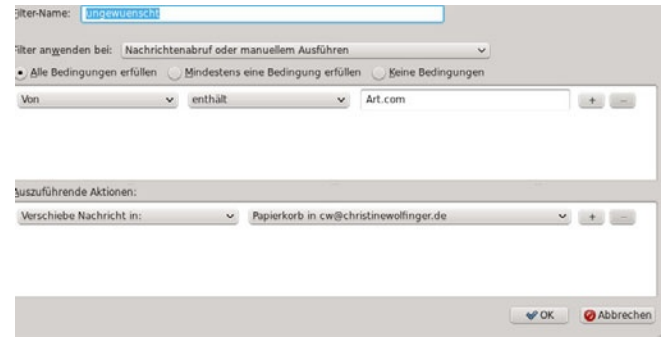 Filter-Name: ungewuenscht
Filter anwenden bei: Nachrichtenabruf oder manuellem Ausführen
Alle Bedingungen erfüllen Mindestens eine Bedingung erfüllen Keine Bedingungen
Von enthält Art.com + –
Auszuführende Aktionen:
Verschiebe Nachricht in: Papierkorb in cw@christinewolfinger.de + –
OK Abbrechen